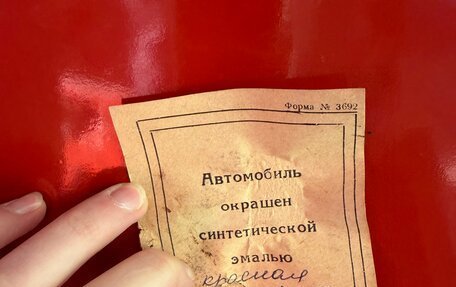 Форма № 3692
Автомобиль
окрашен
синтетической
эмалью
красная